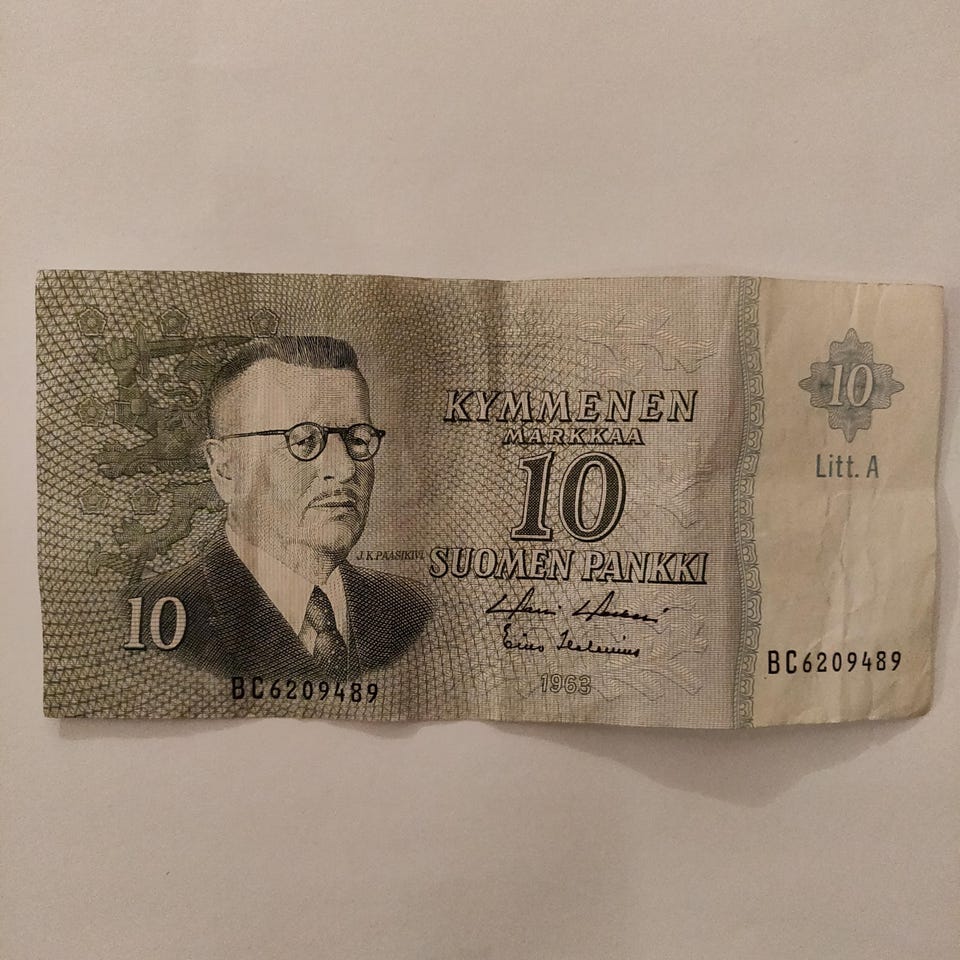 KYMMENEN
MARKKAA
10
SUOMEN PANKKI
J.K.PAASIKIVI
10
BC6209489
1963
10
Litt. A
BC6209489